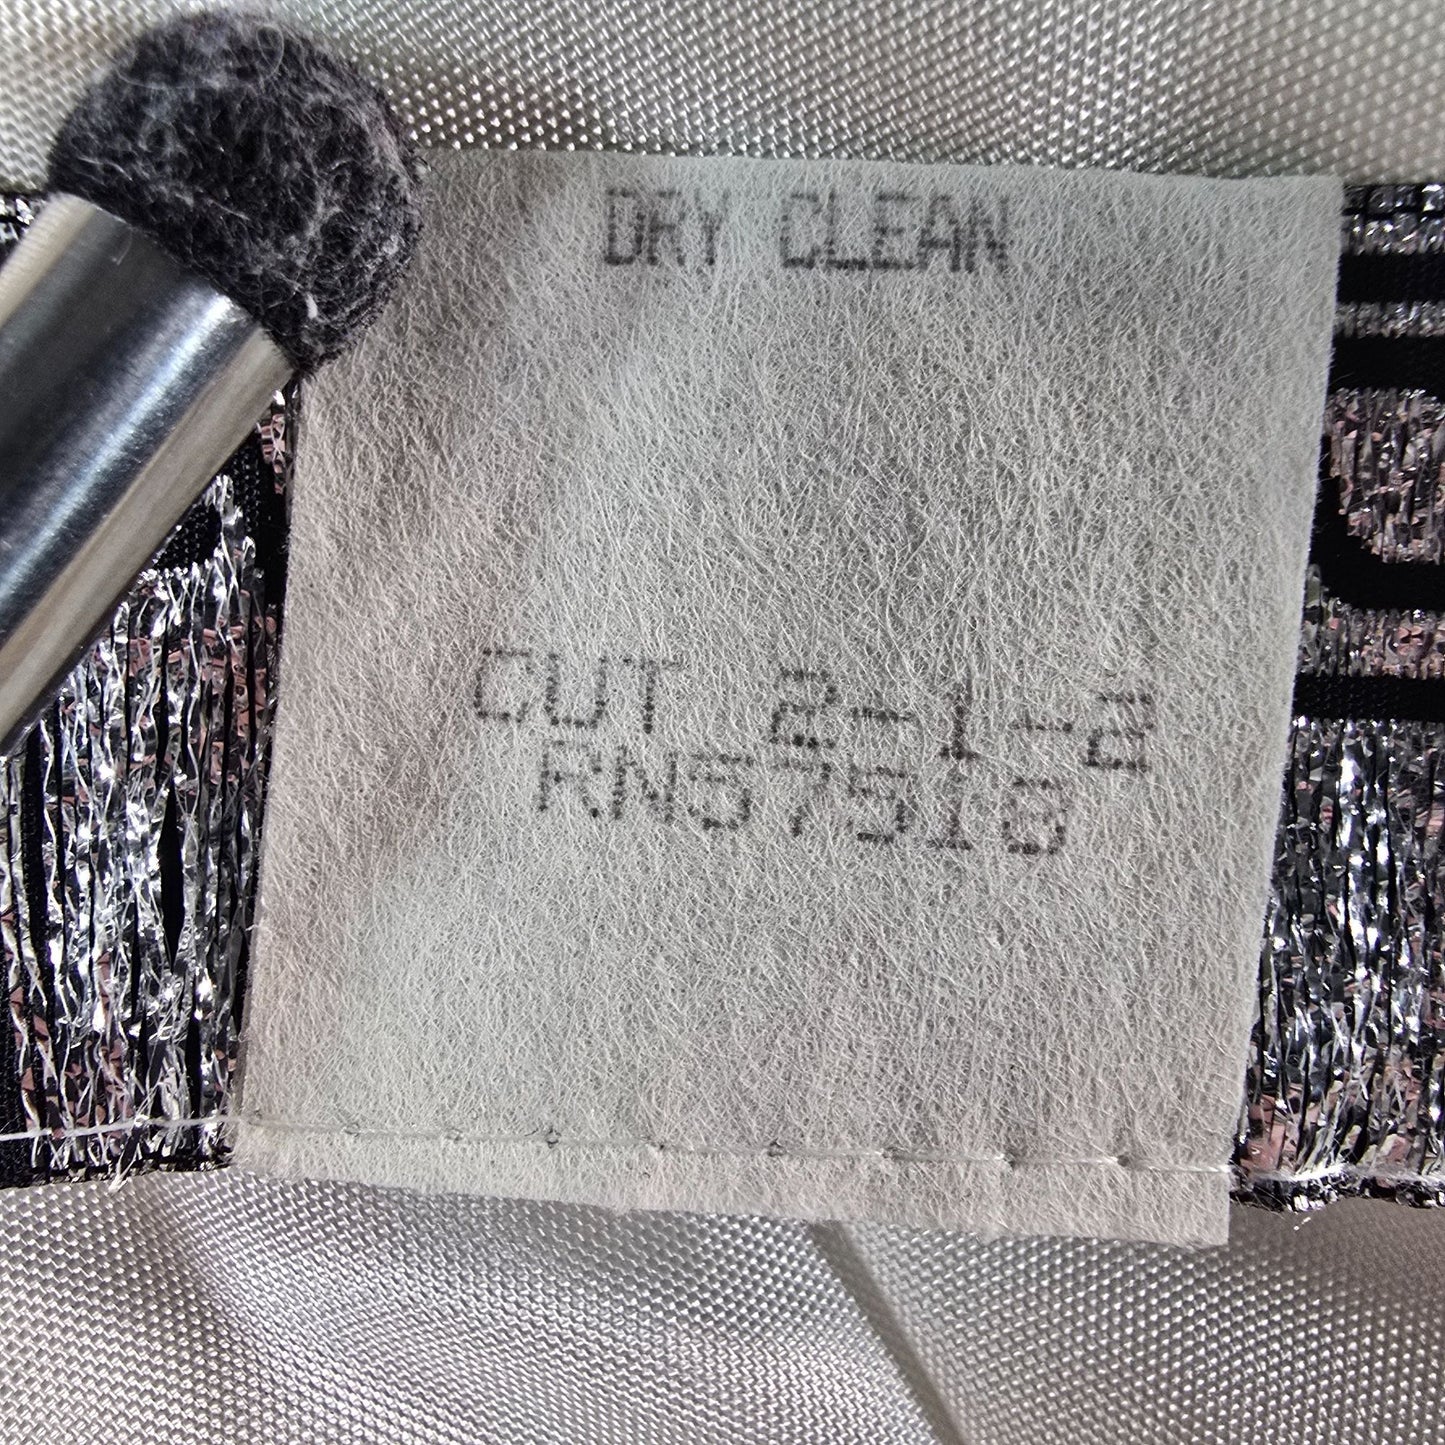 DRY CLEAN
CUT 2-1-2
RN57518